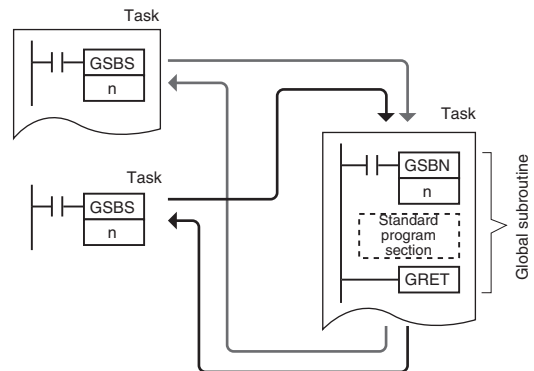 Task
GSBS
n
Task
GSBS
n
Task
GSBN
n
Standard
program
section
GRET
Global subroutine